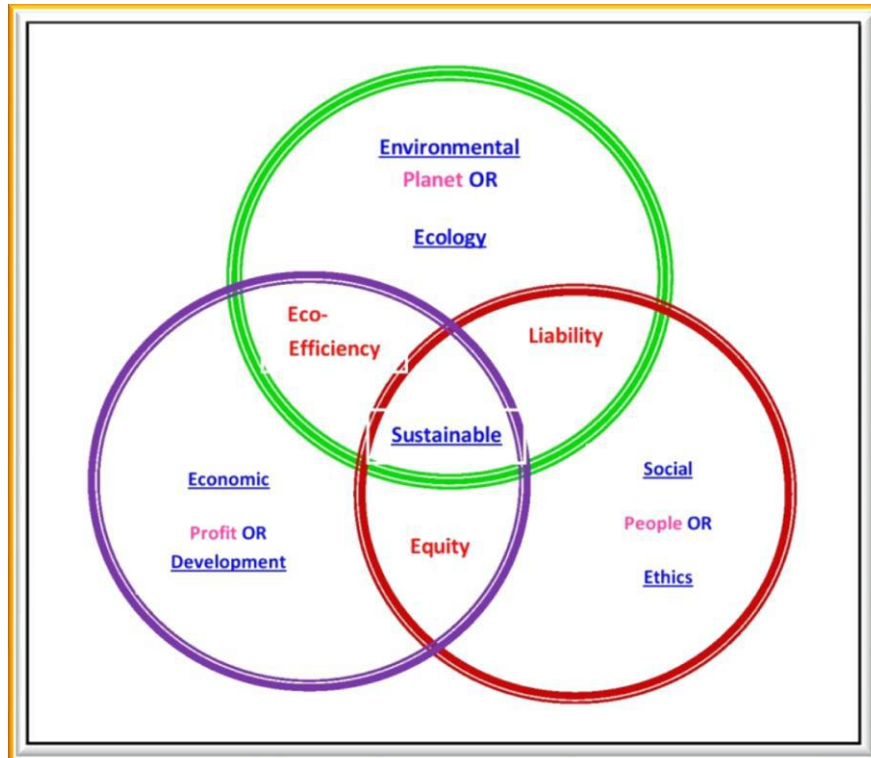 Environmental
Planet OR
Ecology
Eco-
Efficiency
Liability
Sustainable
Economic
Profit OR
Development
Equity
Social
People OR
Ethics